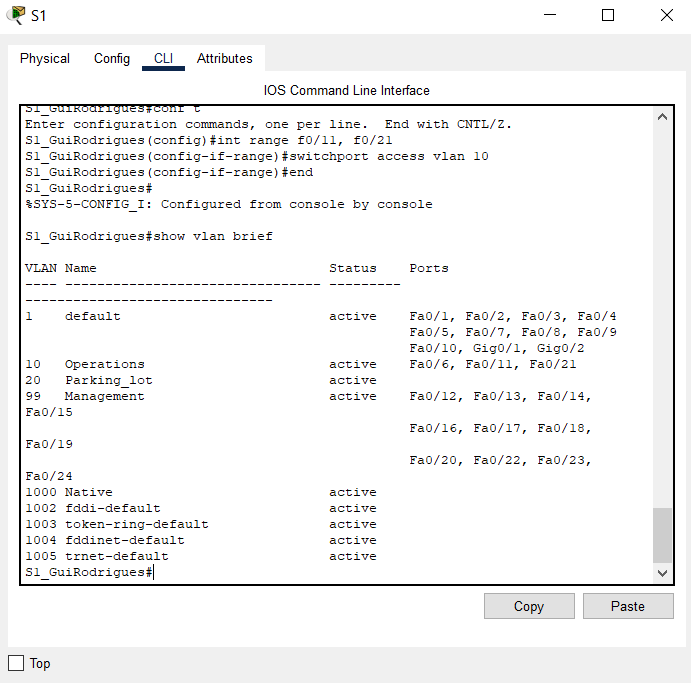 S1
Physical Config CLI Attributes
IOS Command Line Interface
S1_GuiRodrigues#conf t
Enter configuration commands, one per line.  End with CNTL/Z.
S1_GuiRodrigues(config)#int range f0/11, f0/21
S1_GuiRodrigues(config-if-range)#switchport access vlan 10
S1_GuiRodrigues(config-if-range)#end
S1_GuiRodrigues#
%SYS-5-CONFIG_I: Configured from console by console
S1_GuiRodrigues#show vlan brief
VLAN Name                             Status    Ports
---- -------------------------------- ---------
-------------------------------
1    default                          active    Fa0/1, Fa0/2, Fa0/3, Fa0/4
                                                Fa0/5, Fa0/7, Fa0/8, Fa0/9
                                                Fa0/10, Gig0/1, Gig0/2
10   Operations                       active    Fa0/6, Fa0/11, Fa0/21
20   Parking_lot                      active
99   Management                       active    Fa0/12, Fa0/13, Fa0/14,
Fa0/15
                                                Fa0/16, Fa0/17, Fa0/18,
Fa0/19
                                                Fa0/20, Fa0/22, Fa0/23,
Fa0/24
1000 Native                           active
1002 fddi-default                     active
1003 token-ring-default               active
1004 fddinet-default                  active
1005 trnet-default                    active
S1_GuiRodrigues#
Copy Paste
Top